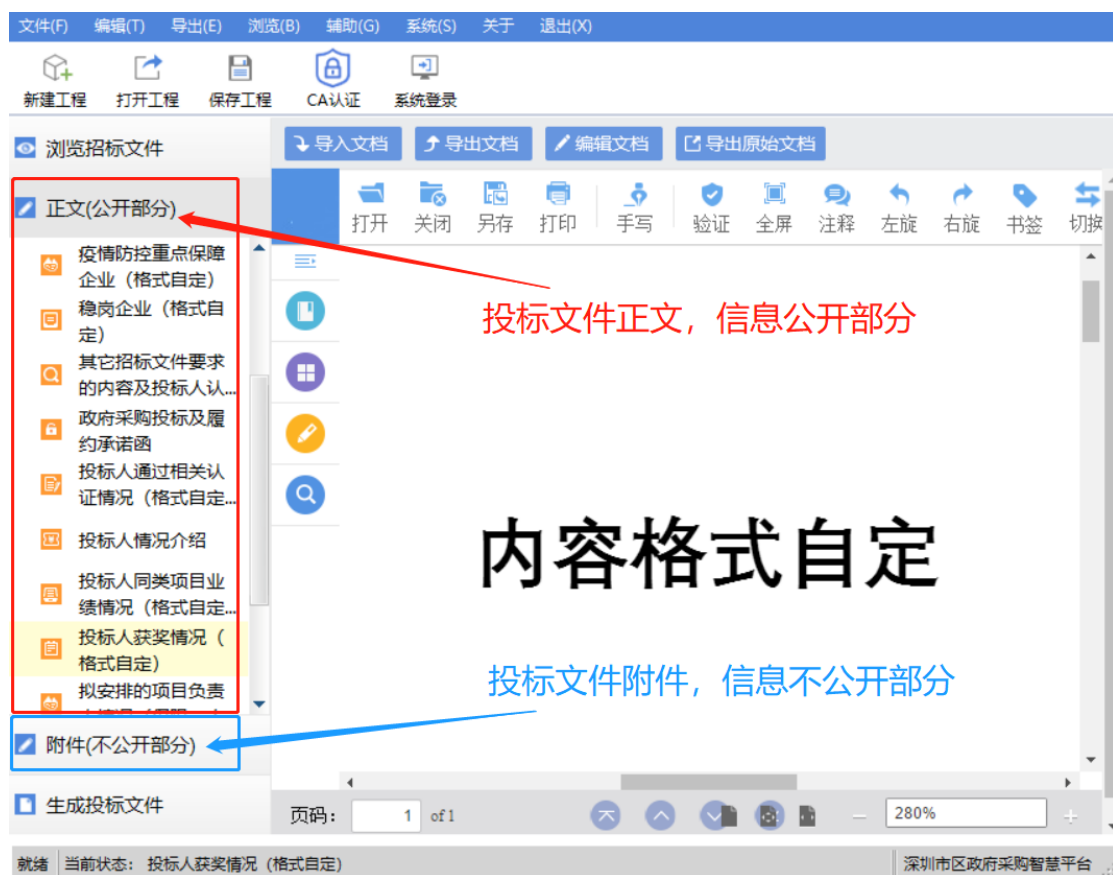 文件(F) 编辑(T) 导出(E) 浏览(B) 辅助(G) 系统(S) 关于 退出(X)
新建工程 打开工程 保存工程 CA认证 系统登录
浏览招标文件
导入文档 导出文档 编辑文档 导出原始文档
正文(公开部分)
打开 关闭 另存 打印 手写 验证 全屏 注释 左旋 右旋 书签 切换
疫情防控重点保障
企业（格式自定）
稳岗企业（格式自
定）
其它招标文件要求
的内容及投标人认...
政府采购投标及履
约承诺函
投标人通过相关认
证情况（格式自定...
投标人情况介绍
投标人同类项目业
绩情况（格式自定...
投标人获奖情况（
格式自定）
拟安排的项目负责
投标文件正文，信息公开部分
内容格式自定
投标文件附件，信息不公开部分
附件(不公开部分)
生成投标文件
页码： 1 of 1 280%
就绪 当前状态： 投标人获奖情况（格式自定） 深圳市区政府采购智慧平台